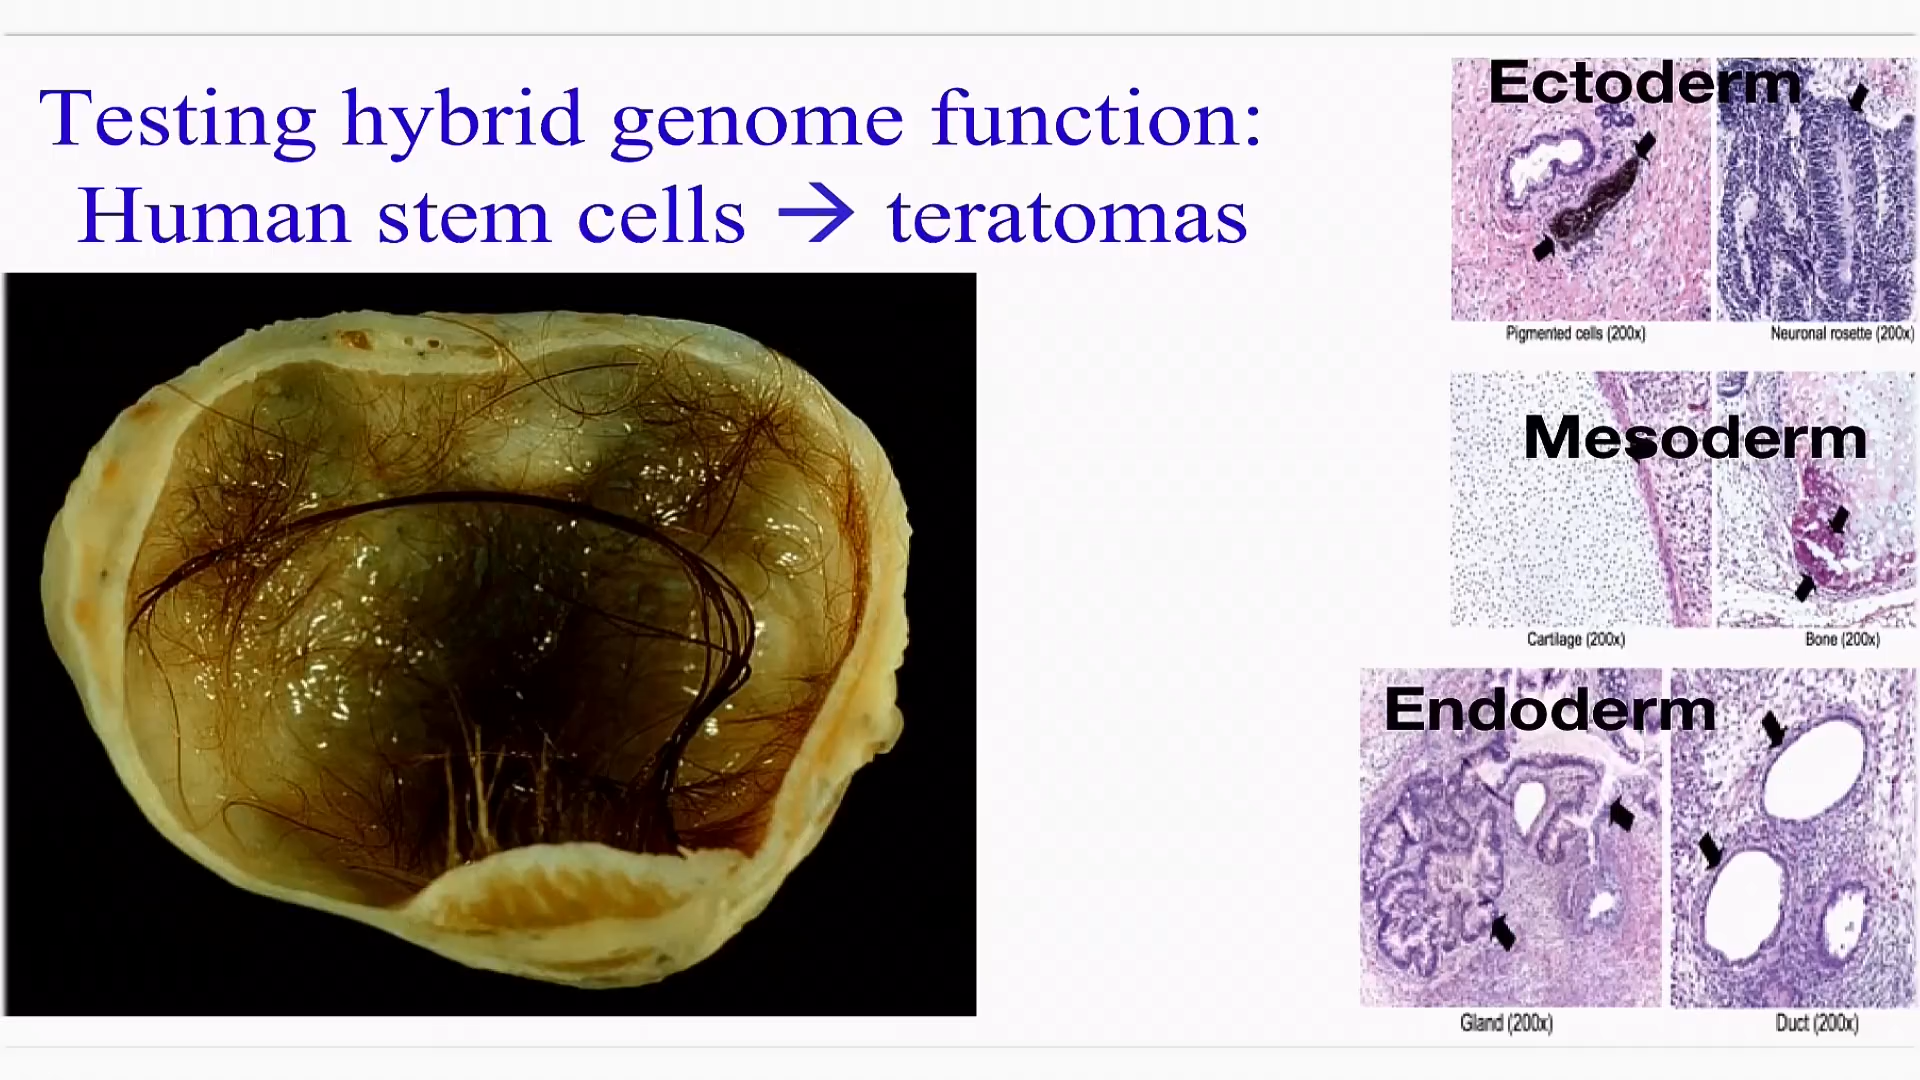 Testing hybrid genome function:
Human stem cells → teratomas
Ectoderm
Pigmented cells (200x)
Neuronal rosette (200x)
Mesoderm
Cartilage (200x)
Bone (200x)
Endoderm
Gland (200x)
Duct (200x)